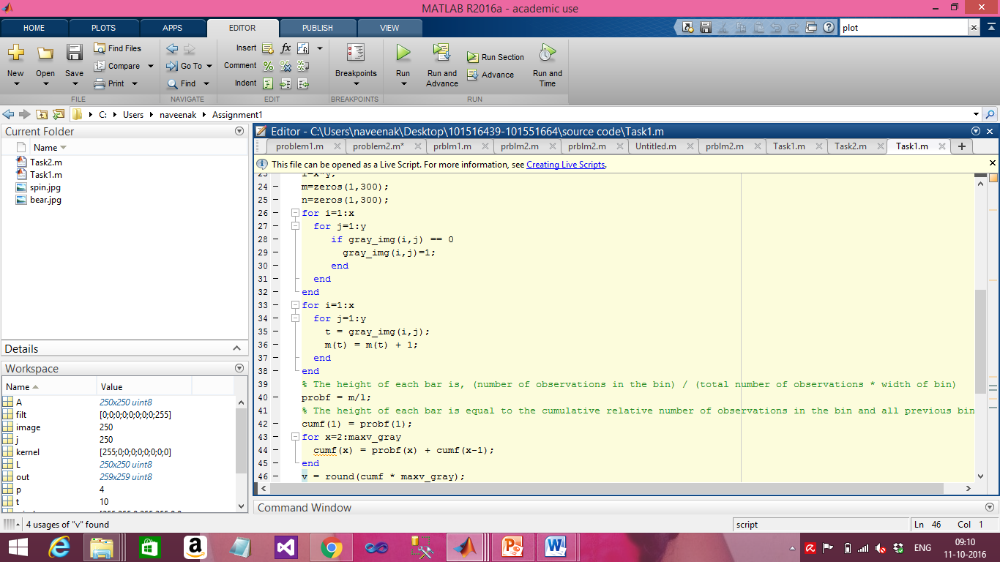 MATLAB R2016a - academic use
HOME PLOTS APPS EDITOR PUBLISH VIEW
plot
New Open Save
Find Files
Compare
Print
Go To
Find
Insert fx
Comment
Indent
Breakpoints
Run
Run and Advance
Run Section
Advance
Run and Time
FILE NAVIGATE EDIT BREAKPOINTS RUN
C: Users naveenak Assignment1
Current Folder
Name
Task2.m
Task1.m
spin.jpg
bear.jpg
Details
Workspace
Name Value
A 250x250 uint8
filt [0;0;0;0;0;0;0;0;255]
image 250
j 250
kernel [255;0;0;0;0;0;0;0;0]
L 250x250 uint8
out 259x259 uint8
p 4
t 10
Editor - C:\Users\naveenak\Desktop\101516439-101551664\source code\Task1.m
problem1.m problem2.m* prblm1.m prblm2.m prblm2.m Untitled.m prblm2.m Task1.m Task2.m Task1.m
This file can be opened as a Live Script. For more information, see Creating Live Scripts.
24 m=zeros(1,300);
25 n=zeros(1,300);
26 for i=1:x
27 for j=1:y
28 if gray_img(i,j) == 0
29 gray_img(i,j)=1;
30 end
31 end
32 end
33 for i=1:x
34 for j=1:y
35 t = gray_img(i,j);
36 m(t) = m(t) + 1;
37 end
38 end
39 % The height of each bar is, (number of observations in the bin) / (total number of observations * width of bin)
40 probf = m/l;
41 % The height of each bar is equal to the cumulative relative number of observations in the bin and all previous bin
42 cumf(1) = probf(1);
43 for x=2:maxv_gray
44 cumf(x) = probf(x) + cumf(x-1);
45 end
46 v = round(cumf * maxv_gray);
Command Window
4 usages of "v" found
script
Ln 46 Col 1
ENG
09:10
11-10-2016